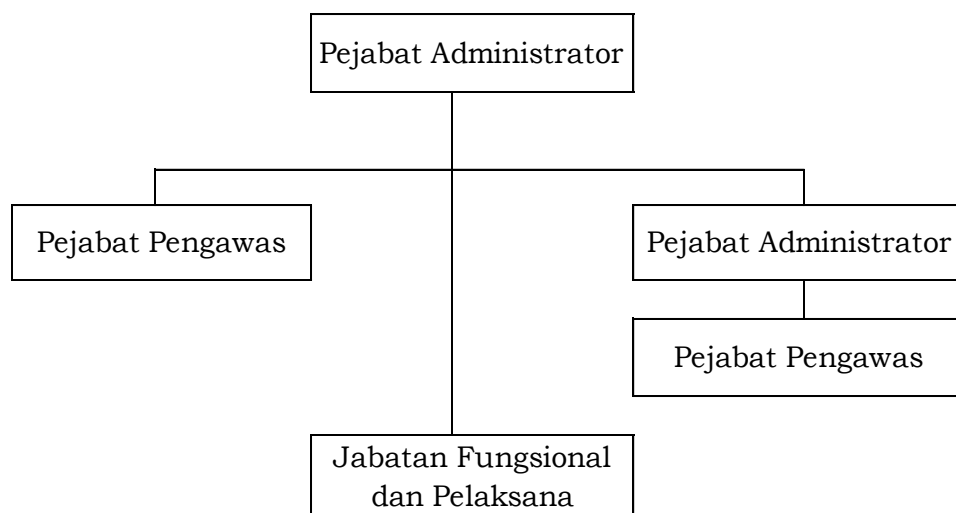 Pejabat Administrator
Pejabat Pengawas
Pejabat Administrator
Pejabat Pengawas
Jabatan Fungsional
dan Pelaksana